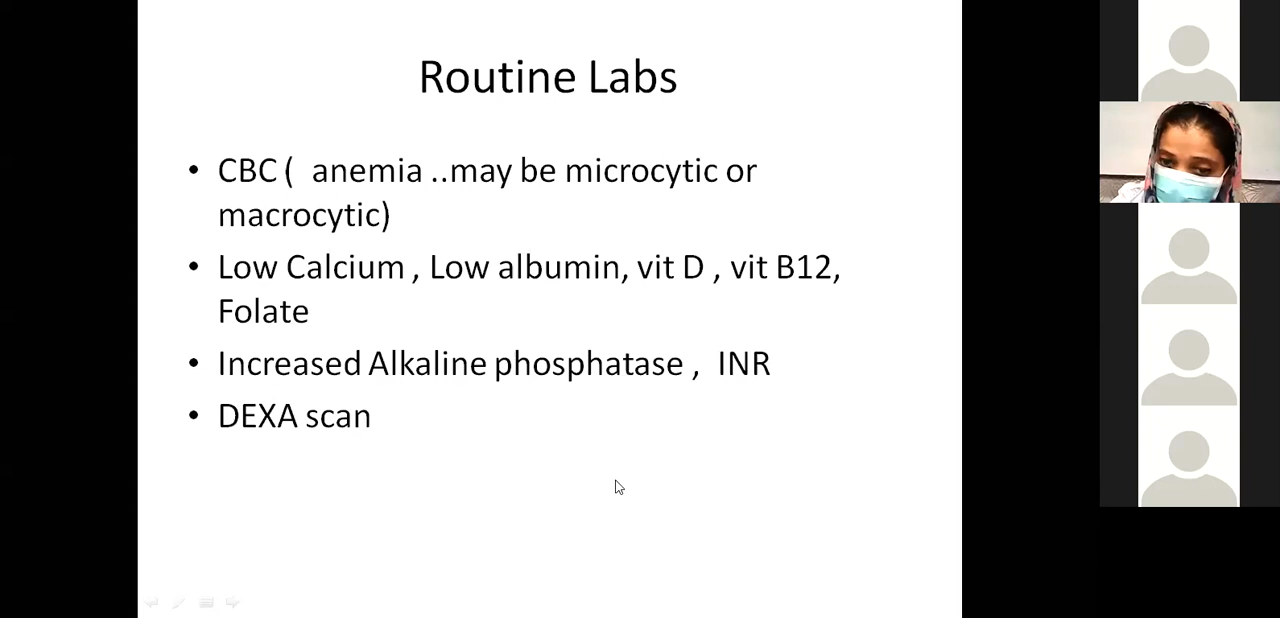 Routine Labs
• CBC ( anemia ..may be microcytic or
macrocytic)
• Low Calcium , Low albumin, vit D , vit B12,
Folate
• Increased Alkaline phosphatase , INR
• DEXA scan